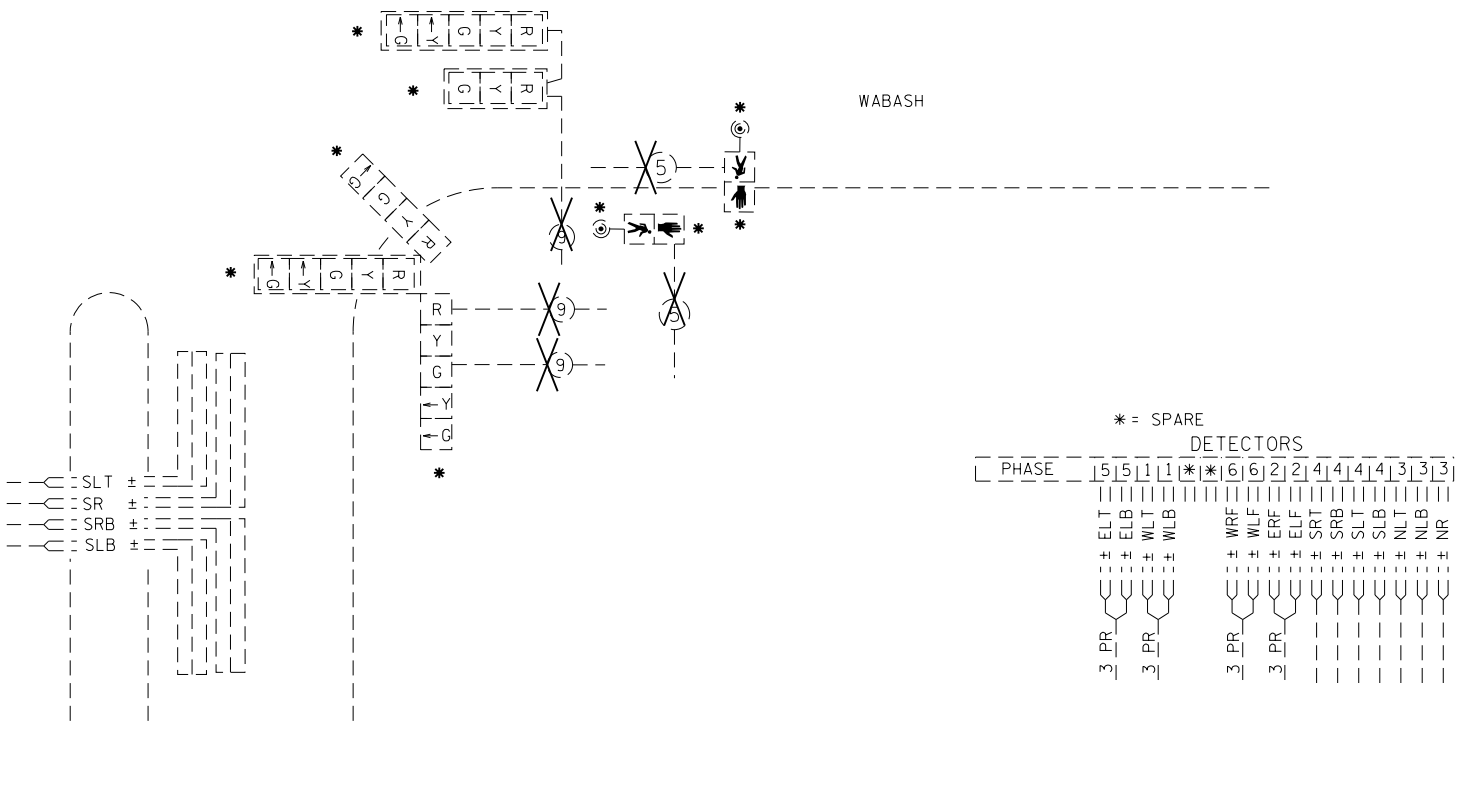 G Y G Y R
G Y R
WABASH
5
G G Y R
9
G Y G Y R
R 9
Y
5
G 9
Y
G
* = SPARE
DETECTORS
PHASE 5 5 1 1 * * 6 6 2 2 4 4 4 4 3 3 3
SLT ±
SR ±
SRB ±
SLB ±
± ELT
± ELB
± WLT
± WLB
± WRF
± WLF
± ERF
± ELF
± SRT
± SRB
± SLT
± SLB
± NLT
± NLB
± NR
3 PR
3 PR
3 PR
3 PR